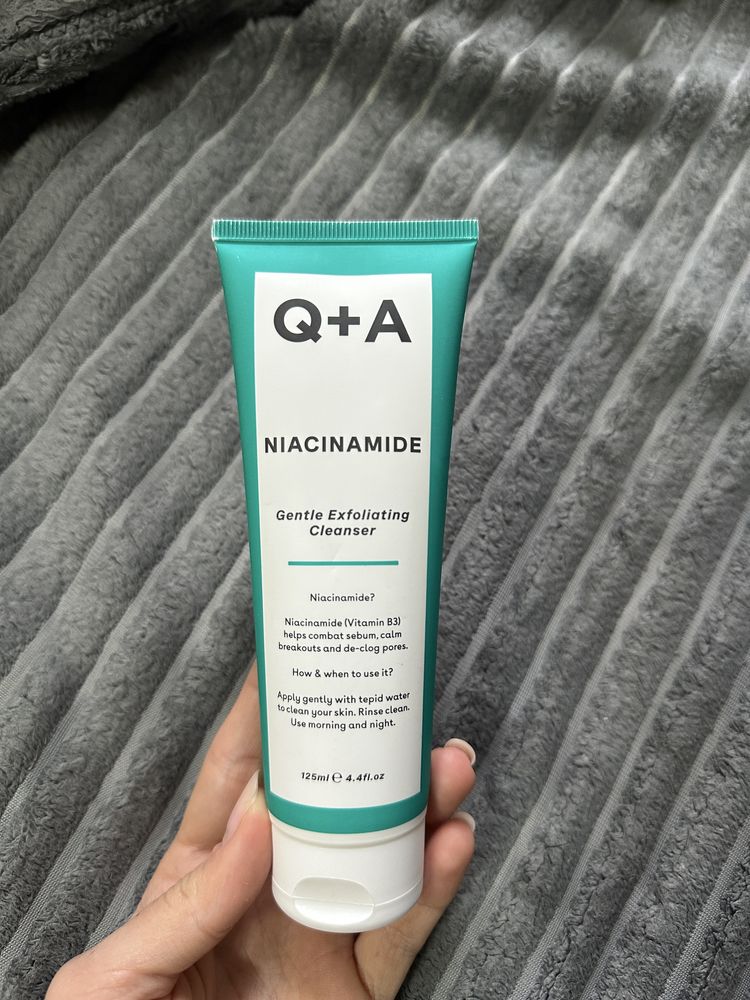 Q+A
NIACINAMIDE
Gentle Exfoliating
Cleanser
Niacinamide?
Niacinamide (Vitamin B3)
helps combat sebum, calm
breakouts and de-clog pores.
How & when to use it?
Apply gently with tepid water
to clean your skin. Rinse clean.
Use morning and night.
125ml ℮ 4.4fl.oz